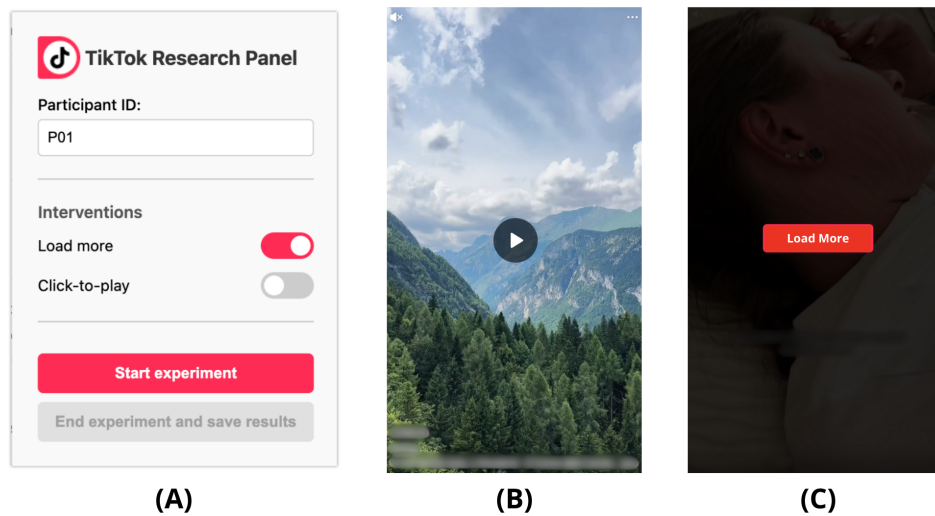 TikTok Research Panel
Participant ID:
P01
Interventions
Load more
Click-to-play
Start experiment
End experiment and save results
Load More
(A)
(B)
(C)